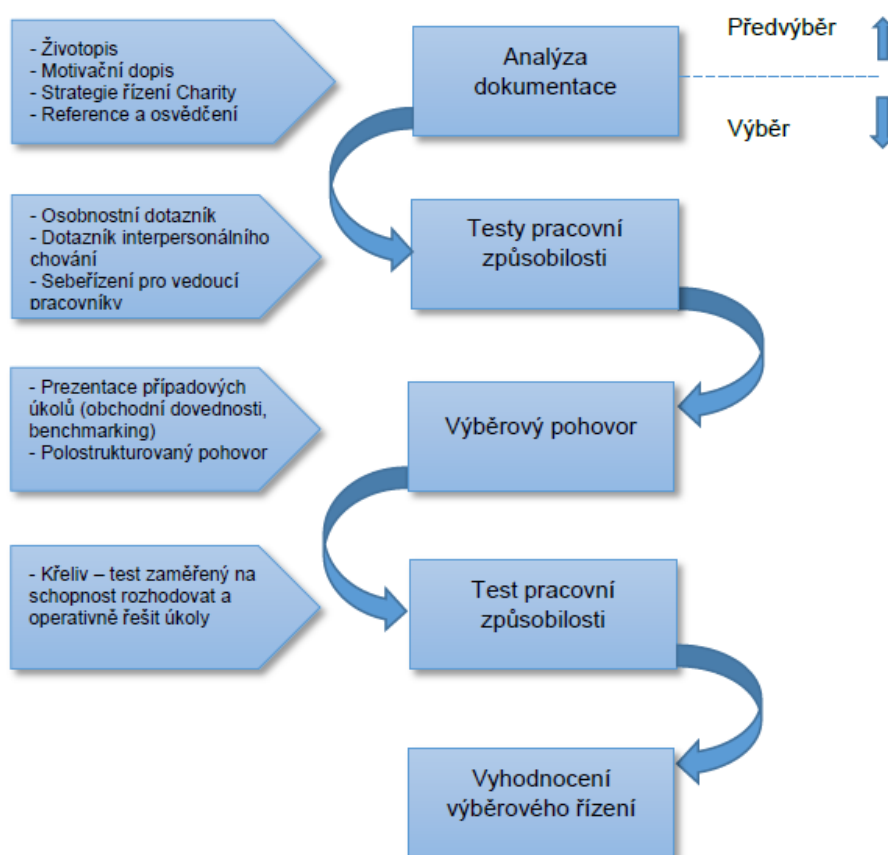 - Životopis
- Motivační dopis
- Strategie řízení Charity
- Reference a osvědčení
Analýza
dokumentace
Předvýběr
Výběr
- Osobnostní dotazník
- Dotazník interpersonálního
chování
- Sebeřízení pro vedoucí
pracovníky
Testy pracovní
způsobilosti
- Prezentace případových
úkolů (obchodní dovednosti,
benchmarking)
- Polostrukturovaný pohovor
Výběrový pohovor
- Křeliv – test zaměřený na
schopnost rozhodovat a
operativně řešit úkoly
Test pracovní
způsobilosti
Vyhodnocení
výběrového řízení